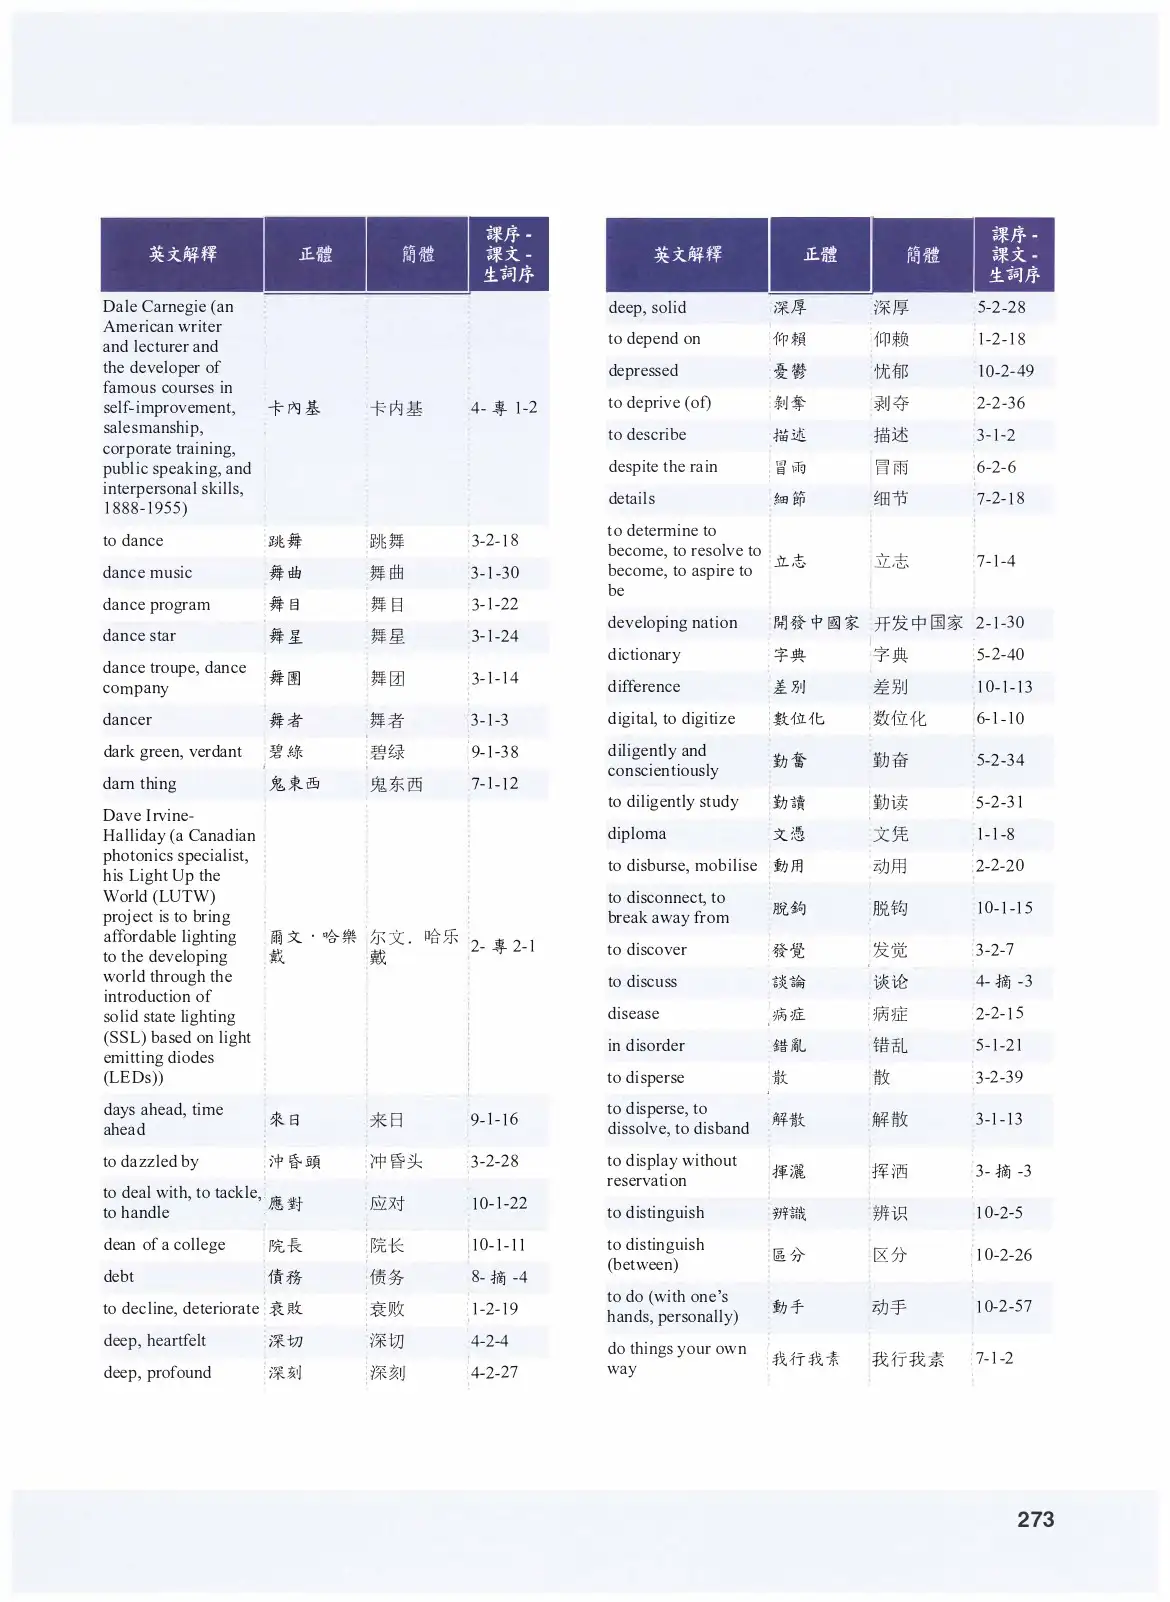 英文解釋 正體 簡體 課序 - 課文 - 生詞序
Dale Carnegie (an
American writer
and lecturer and
the developer of
famous courses in
self-improvement, 卡內基 卡内基 4- 專 1-2
salesmanship,
corporate training,
public speaking, and
interpersonal skills,
1888-1955)
to dance 跳舞 跳舞 3-2-18
dance music 舞曲 舞曲 3-1-30
dance program 舞目 舞目 3-1-22
dance star 舞星 舞星 3-1-24
dance troupe, dance
company 舞團 舞团 3-1-14
dancer 舞者 舞者 3-1-3
dark green, verdant 碧綠 碧绿 9-1-38
darn thing 鬼東西 鬼东西 7-1-12
Dave Irvine-
Halliday (a Canadian
photonics specialist,
his Light Up the
World (LUTW)
project is to bring
affordable lighting 爾文．哈樂 尔文．哈乐
to the developing 戴 戴 2- 專 2-1
world through the
introduction of
solid state lighting
(SSL) based on light
emitting diodes
(LEDs))
days ahead, time
ahead 來日 来日 9-1-16
to dazzled by 沖昏頭 冲昏头 3-2-28
to deal with, to tackle,
to handle 應對 应对 10-1-22
dean of a college 院長 院长 10-1-11
debt 債務 债务 8- 摘 -4
to decline, deteriorate 衰敗 衰败 1-2-19
deep, heartfelt 深切 深切 4-2-4
deep, profound 深刻 深刻 4-2-27
英文解釋 正體 簡體 課序 - 課文 - 生詞序
deep, solid 深厚 深厚 5-2-28
to depend on 仰賴 仰赖 1-2-18
depressed 憂鬱 忧郁 10-2-49
to deprive (of) 剝奪 剥夺 2-2-36
to describe 描述 描述 3-1-2
despite the rain 冒雨 冒雨 6-2-6
details 細節 细节 7-2-18
to determine to
become, to resolve to
become, to aspire to 立志 立志 7-1-4
be
developing nation 開發中國家 开发中国家 2-1-30
dictionary 字典 字典 5-2-40
difference 差別 差别 10-1-13
digital, to digitize 數位化 数位化 6-1-10
diligently and
conscientiously 勤奮 勤奋 5-2-34
to diligently study 勤讀 勤读 5-2-31
diploma 文憑 文凭 1-1-8
to disburse, mobilise 動用 动用 2-2-20
to disconnect, to
break away from 脫鉤 脱钩 10-1-15
to discover 發覺 发觉 3-2-7
to discuss 談論 谈论 4- 摘 -3
disease 病症 病症 2-2-15
in disorder 錯亂 错乱 5-1-21
to disperse 散 散 3-2-39
to disperse, to
dissolve, to disband 解散 解散 3-1-13
to display without
reservation 揮灑 挥洒 3- 摘 -3
to distinguish 辨識 辨识 10-2-5
to distinguish
(between) 區分 区分 10-2-26
to do (with one’s
hands, personally) 動手 动手 10-2-57
do things your own
way 我行我素 我行我素 7-1-2
273